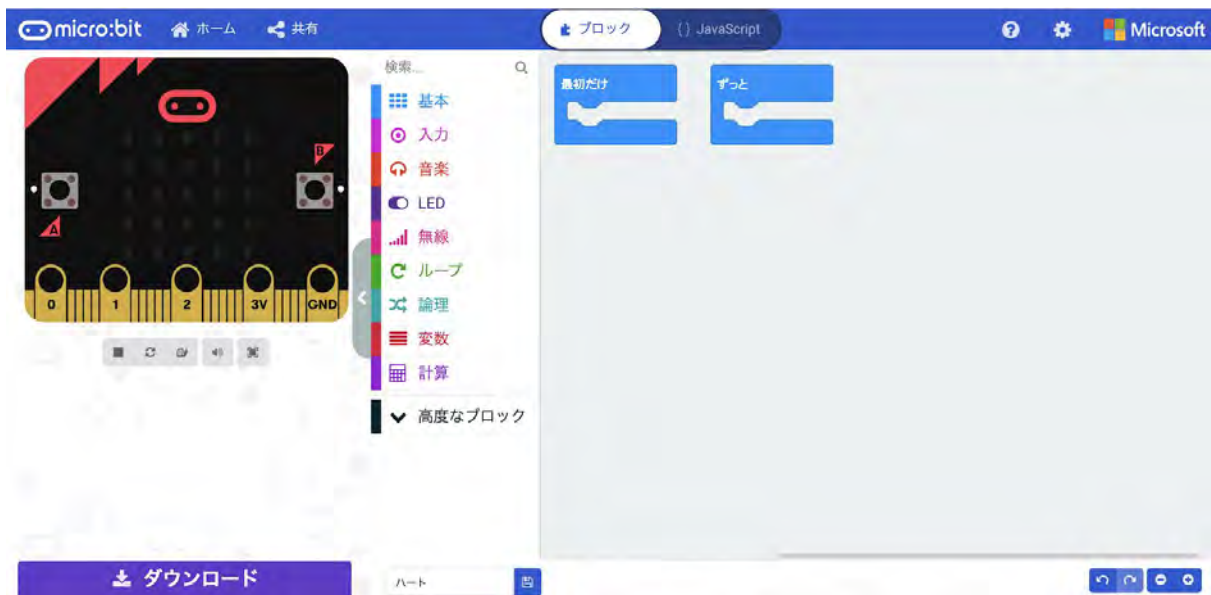 micro:bit ホーム 共有 ブロック {} JavaScript Microsoft
検索...
基本
入力
音楽
LED
無線
ループ
論理
変数
計算
高度なブロック
B
A
0 1 2 3V GND
最初だけ ずっと
ダウンロード ハート